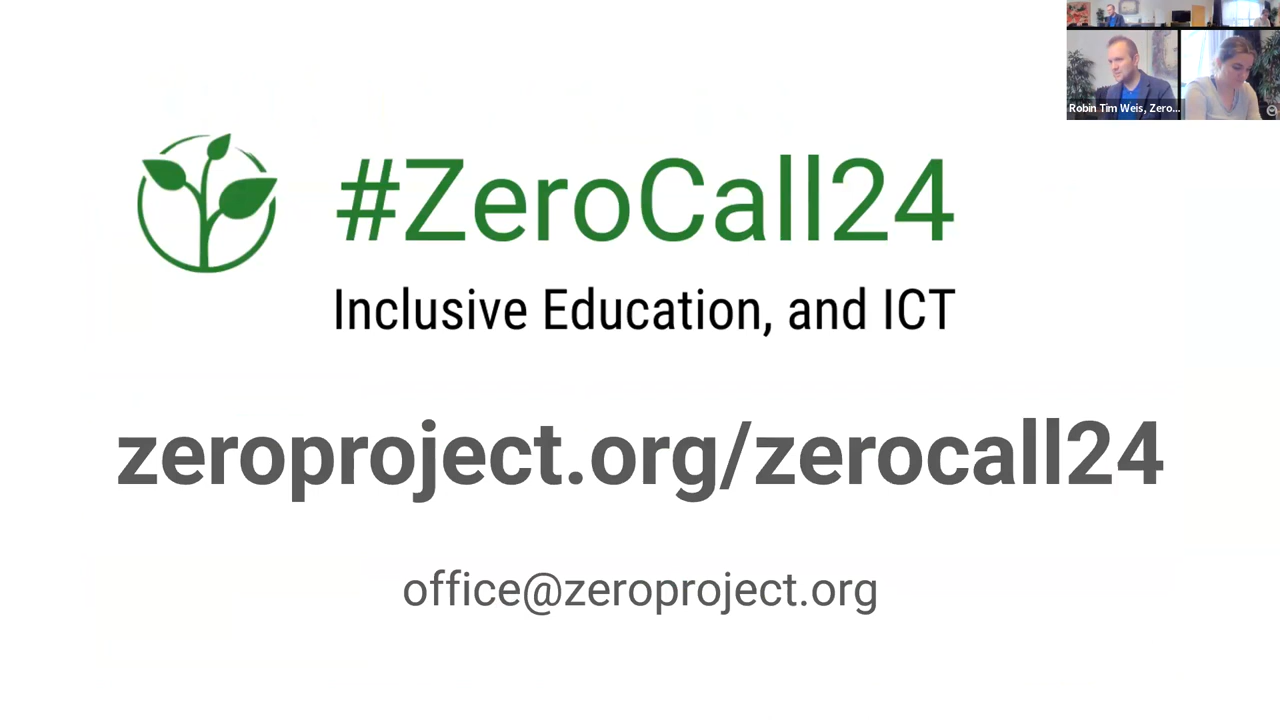 Robin Tim Weis, Zero...
#ZeroCall24
Inclusive Education, and ICT
zeroproject.org/zerocall24
office@zeroproject.org